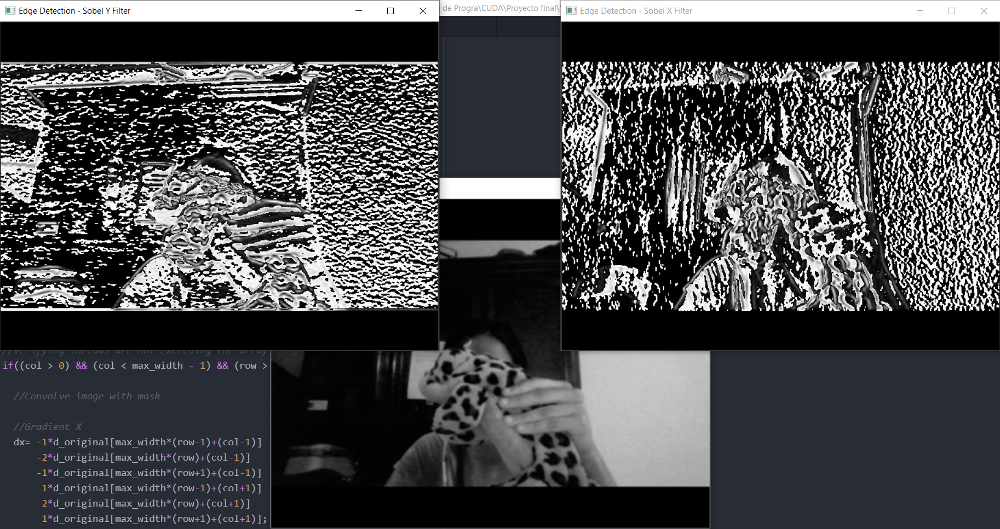 Edge Detection - Sobel Y Filter
s de Progra\CUDA\Proyecto final\
Edge Detection - Sobel X Filter
//Verifying threads are not exceeding the array
if((col > 0) && (col < max_width - 1) && (row >
//Convolve image with mask
//Gradient X
dx= -1*d_original[max_width*(row-1)+(col-1)]
-2*d_original[max_width*(row)+(col-1)]
-1*d_original[max_width*(row+1)+(col-1)]
1*d_original[max_width*(row-1)+(col+1)]
2*d_original[max_width*(row)+(col+1)]
1*d_original[max_width*(row+1)+(col+1)];